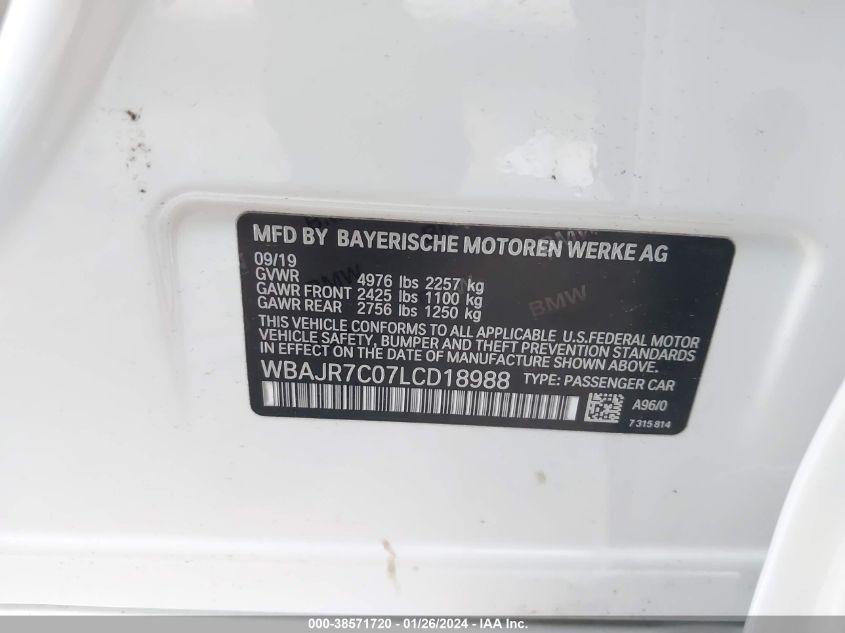 MFD BY BAYERISCHE MOTOREN WERKE AG
09/19
GVWR 4976 lbs 2257 kg
GAWR FRONT 2425 lbs 1100 kg
GAWR REAR 2756 lbs 1250 kg
THIS VEHICLE CONFORMS TO ALL APPLICABLE U.S.FEDERAL MOTOR
VEHICLE SAFETY, BUMPER AND THEFT PREVENTION STANDARDS
IN EFFECT ON THE DATE OF MANUFACTURE SHOWN ABOVE.
WBAJR7C07LCD18988 TYPE: PASSENGER CAR
A96/0
7 315 814
BMW
000-38571720 - 01/26/2024 - IAA, Inc.